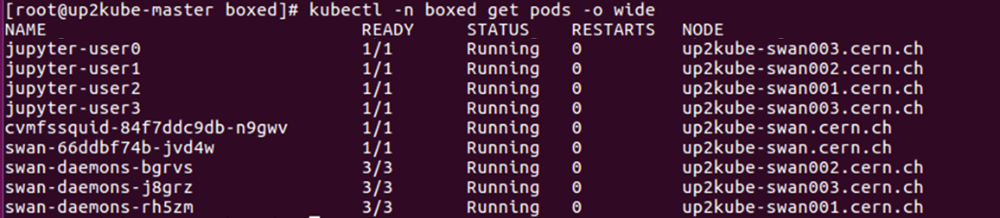 [root@up2kube-master boxed]# kubectl -n boxed get pods -o wide
NAME READY STATUS RESTARTS NODE
jupyter-user0 1/1 Running 0 up2kube-swan003.cern.ch
jupyter-user1 1/1 Running 0 up2kube-swan002.cern.ch
jupyter-user2 1/1 Running 0 up2kube-swan001.cern.ch
jupyter-user3 1/1 Running 0 up2kube-swan003.cern.ch
cvmfssquid-84f7ddc9db-n9gwv 1/1 Running 0 up2kube-swan.cern.ch
swan-66ddbf74b-jvd4w 1/1 Running 0 up2kube-swan.cern.ch
swan-daemons-bgrvs 3/3 Running 0 up2kube-swan002.cern.ch
swan-daemons-j8grz 3/3 Running 0 up2kube-swan003.cern.ch
swan-daemons-rh5zm 3/3 Running 0 up2kube-swan001.cern.ch